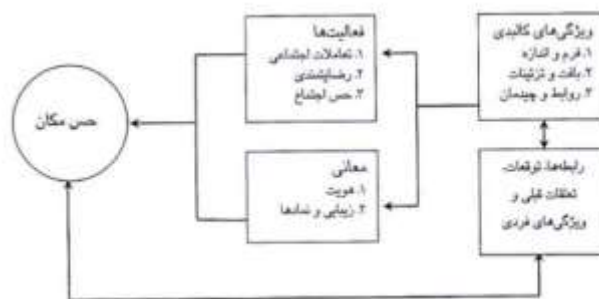 ویژگی‌های کالبدی
۱. فرم و اندازه
۲. بافت و تزئینات
۳. روابط و چیدمان
رابطه‌ها، توقعات،
تعلقات قبلی و
ویژگی‌های فردی
فعالیت‌ها
۱. تعاملات اجتماعی
۲. رضایتمندی
۳. حس اجتماع
معانی
۱. هویت
۲. زیبایی و نمادها
حس مکان